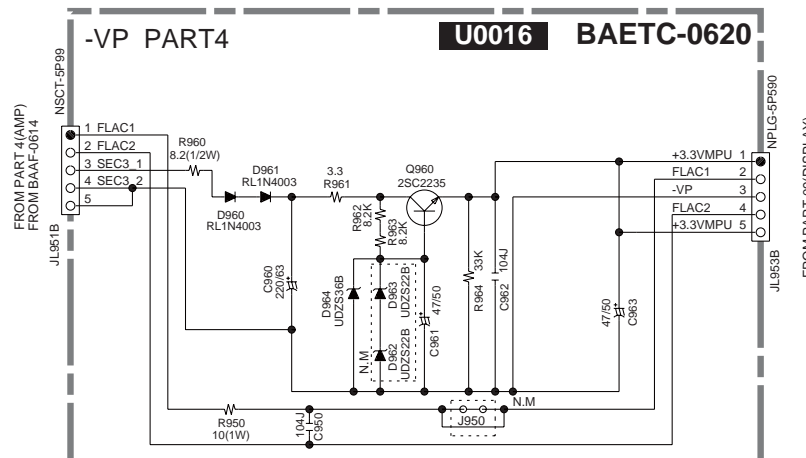 -VP PART4
U0016
BAETC-0620
NSCT-5P99
FROM PART 4(AMP)
FROM BAAF-0614
JL951B
1 FLAC1
2 FLAC2
3 SEC3_1
4 SEC3_2
5
R960
8.2(1/2W)
D960
RL1N4003
D961
RL1N4003
3.3
R961
Q960
2SC2235
R962
8.2K
R963
8.2K
C960
220/63
D964
UDZS36B
D963
UDZS22B
N.M
D962
UDZS22B
47/50
C961
33K
R964
104J
C962
47/50
C963
NPLG-5P590
+3.3VMPU 1
FLAC1 2
-VP 3
FLAC2 4
+3.3VMPU 5
JL953B
R950
10(1W)
104J
C950
J950
N.M